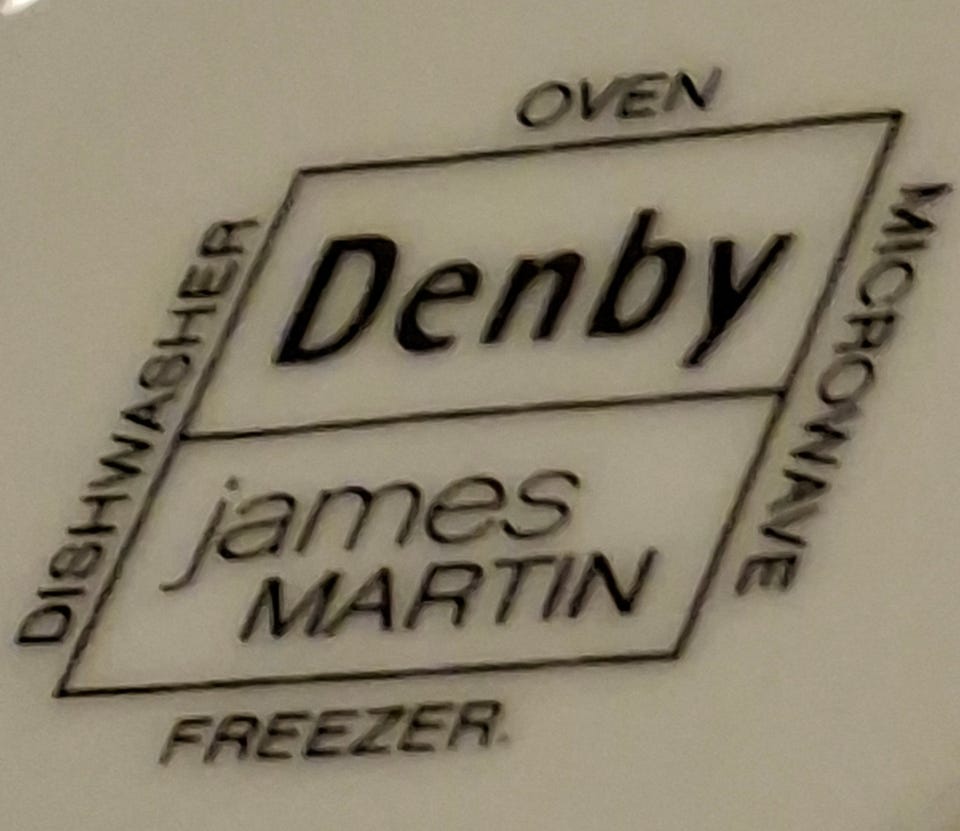 OVEN
DISHWASHER
Denby
MICROWAVE
james
MARTIN
FREEZER.